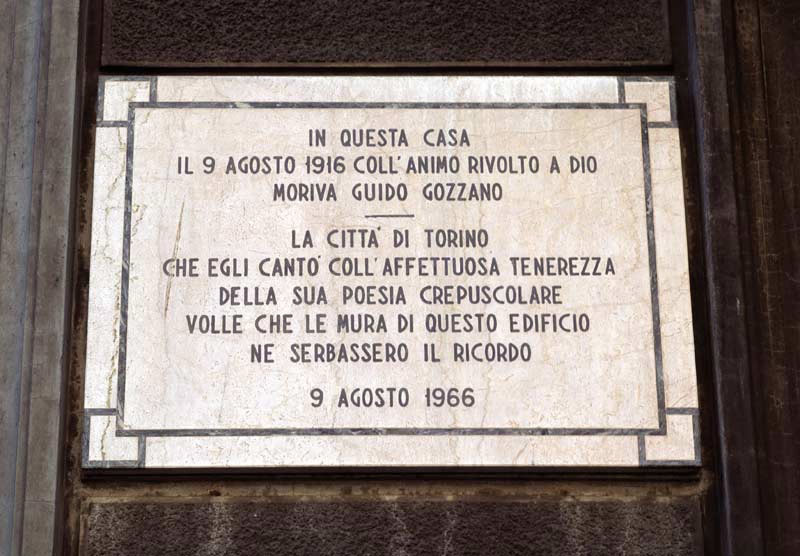 IN QUESTA CASA
IL 9 AGOSTO 1916 COLL'ANIMO RIVOLTO A DIO
MORIVA GUIDO GOZZANO
LA CITTA' DI TORINO
CHE EGLI CANTO' COLL'AFFETTUOSA TENEREZZA
DELLA SUA POESIA CREPUSCOLARE
VOLLE CHE LE MURA DI QUESTO EDIFICIO
NE SERBASSERO IL RICORDO
9 AGOSTO 1966